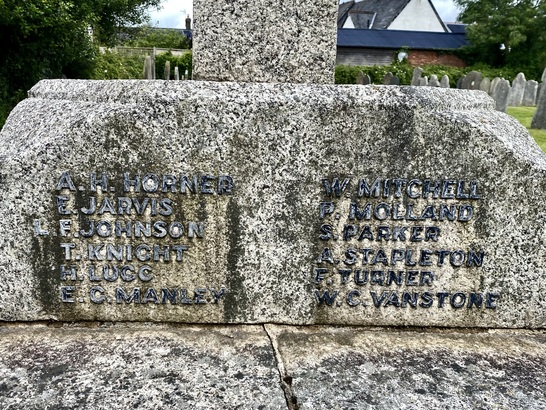 A. H. HORNER
E. JARVIS
L. F. JOHNSON
T. KNIGHT
H. LUGG
E. C. MANLEY
W. MITCHELL
P. MOLLAND
S. PARKER
A. STAPLETON
F. TURNER
W. C. VANSTONE